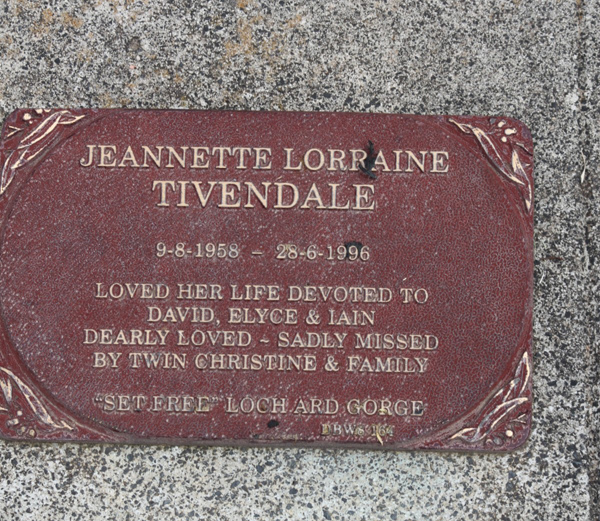 JEANNETTE LORRAINE
TIVENDALE
9-8-1958 - 28-6-1996
LOVED HER LIFE DEVOTED TO
DAVID, ELYCE & IAIN
DEARLY LOVED - SADLY MISSED
BY TWIN CHRISTINE & FAMILY
"SET FREE" LOCH ARD GORGE